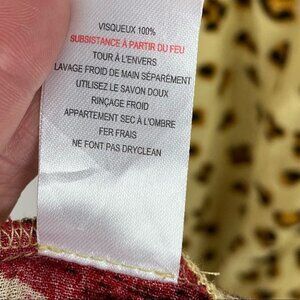 VISQUEUX 100%
SUBSISTANCE À PARTIR DU FEU
TOUR À L'ENVERS
LAVAGE FROID DE MAIN SÉPARÉMENT
UTILISEZ LE SAVON DOUX
RINÇAGE FROID
APPARTEMENT SEC À L'OMBRE
FER FRAIS
NE FONT PAS DRYCLEAN